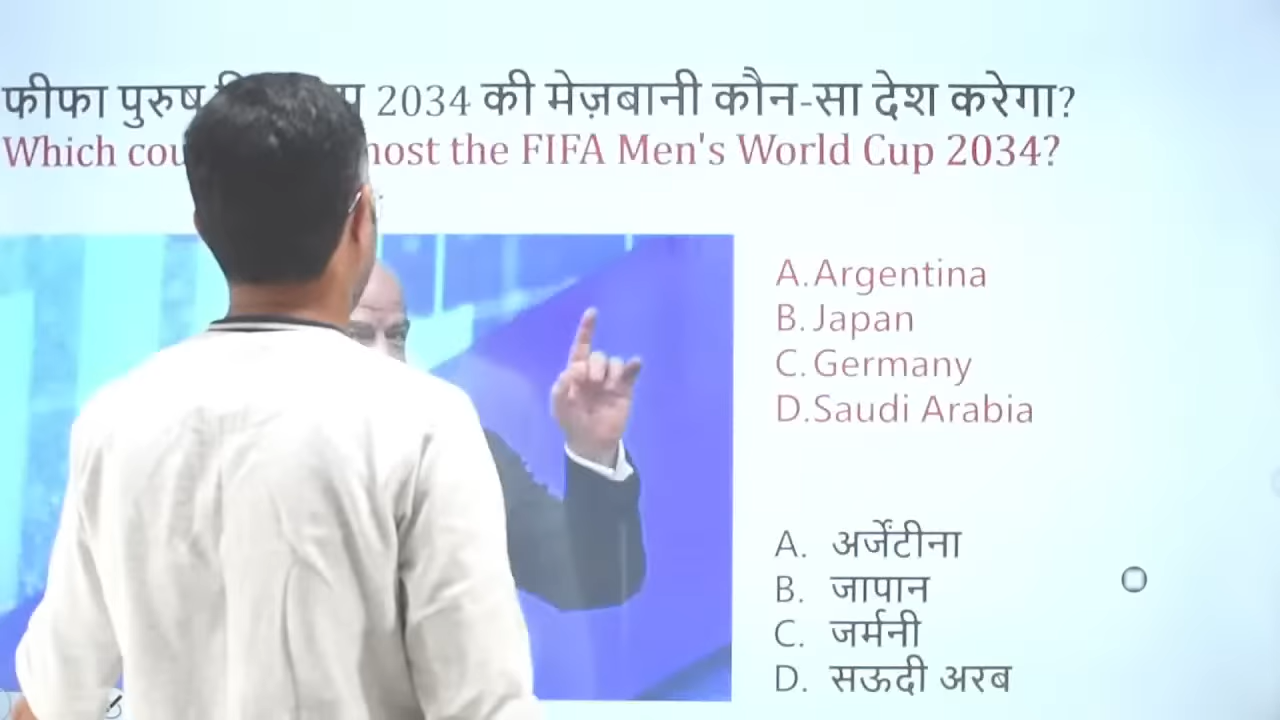 फीफा पुरुष 2034 की मेज़बानी कौन-सा देश करेगा?
Which host the FIFA Men's World Cup 2034?
A.Argentina
B.Japan
C.Germany
D.Saudi Arabia
A. अर्जेंटीना
B. जापान
C. जर्मनी
D. सऊदी अरब